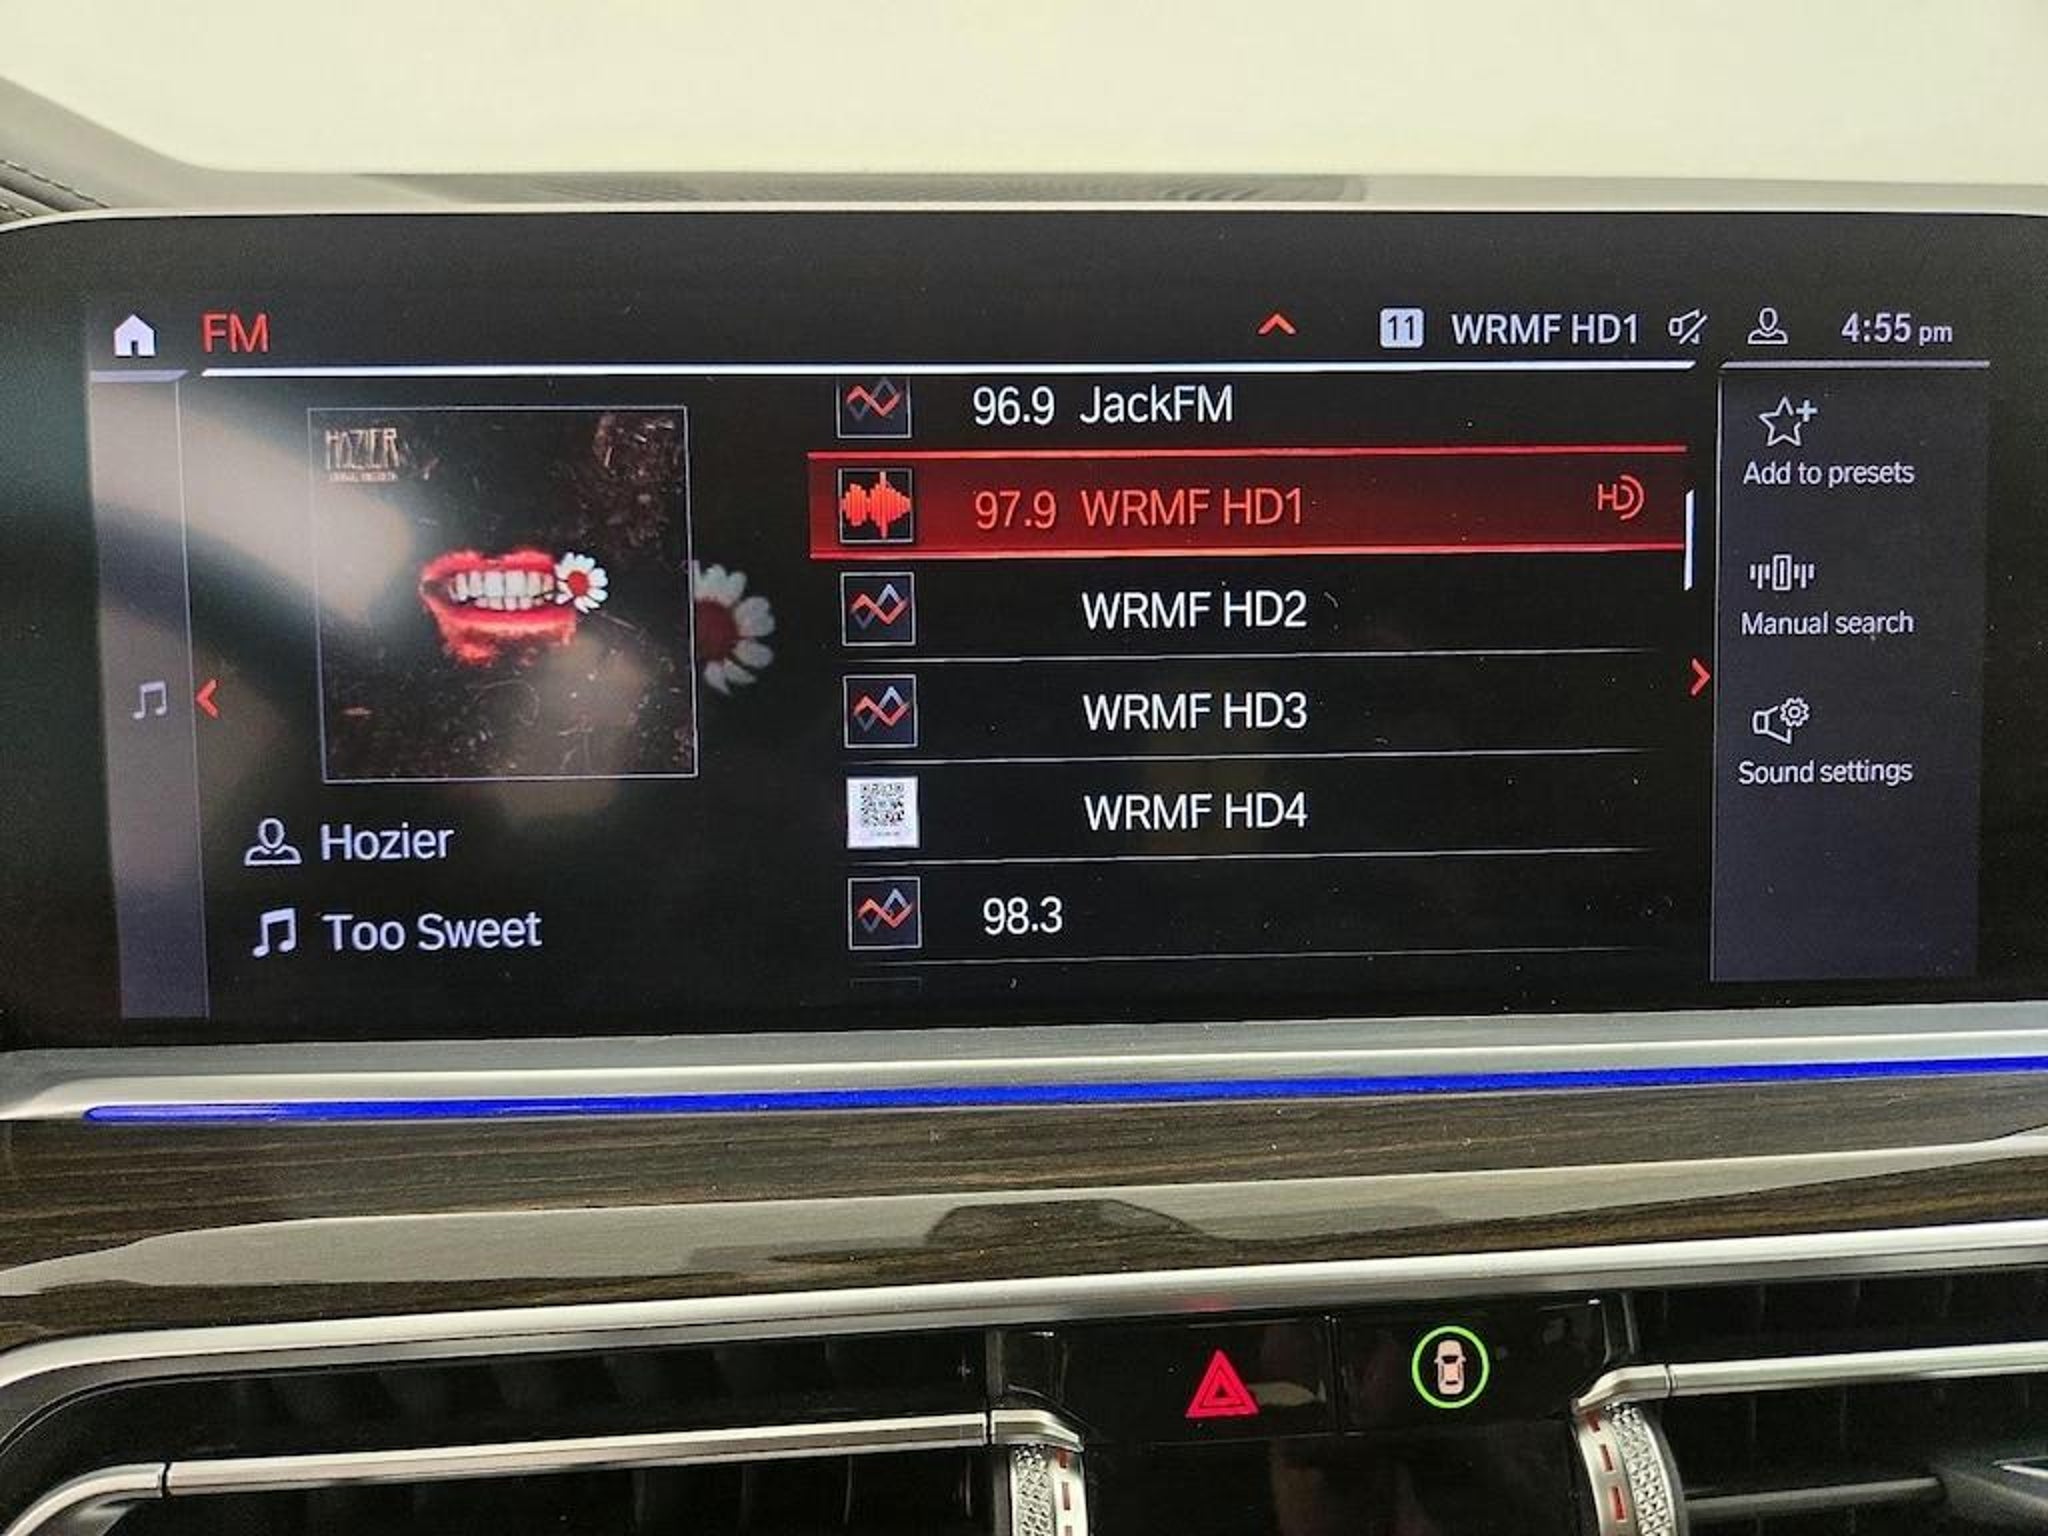 FM
11 WRMF HD1
4:55 pm
HOZIER
Hozier
Too Sweet
96.9 JackFM
97.9 WRMF HD1 HD
WRMF HD2
WRMF HD3
WRMF HD4
98.3
Add to presets
Manual search
Sound settings